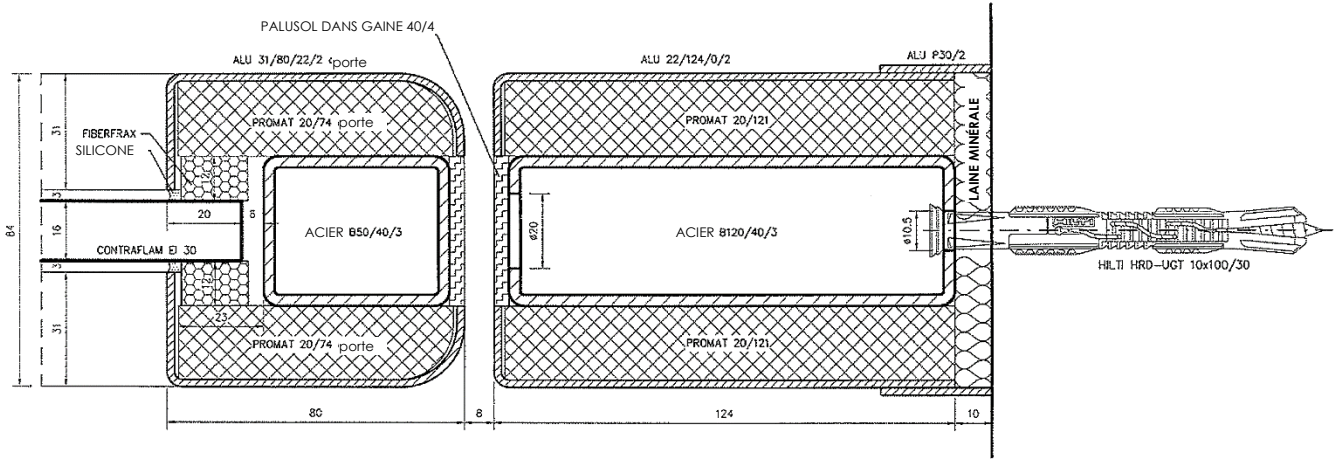 PALUSOL DANS GAINE 40/4
ALU 31/80/22/2 porte
ALU 22/124/0/2
ALU P30/2
PROMAT 20/74 porte
PROMAT 20/121
LAINE MINÉRALE
FIBERFRAX
SILICONE
31
3
16
3
31
84
12
20
6
ACIER B50/40/3
ø20
ACIER B120/40/3
ø10,5
CONTRAFLAM EI 30
12
23
HILTI HRD-UGT 10x100/30
PROMAT 20/74 porte
PROMAT 20/121
80
8
124
10